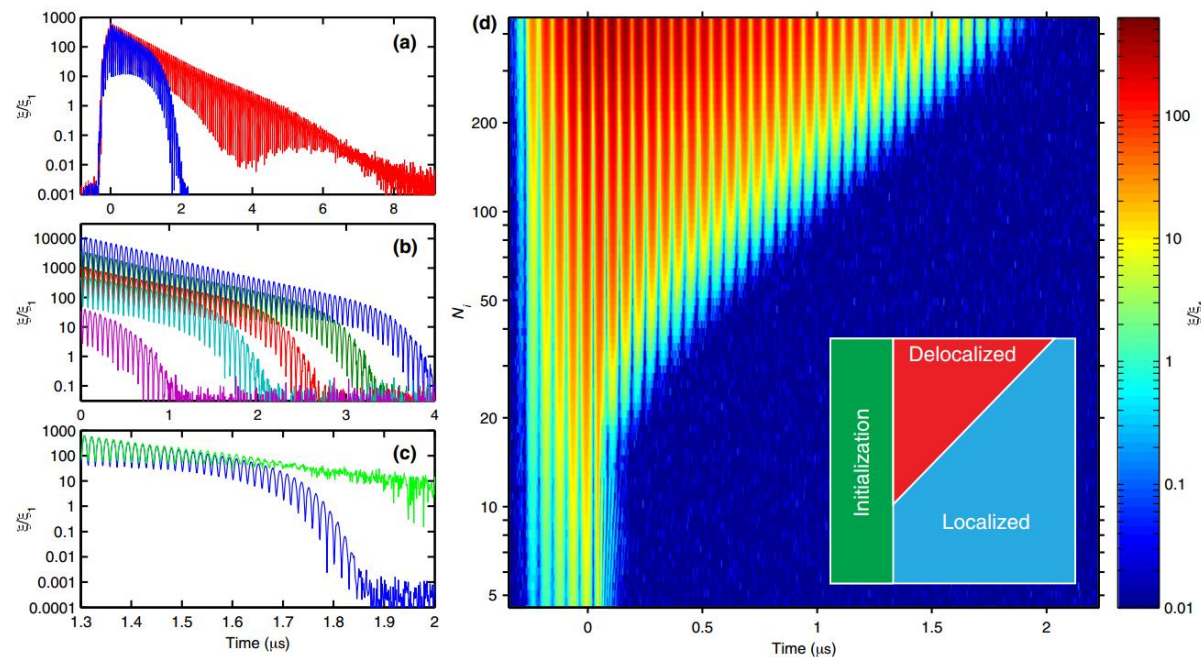 (a)
ξ/ξ₁
100
10
1
0.1
0.01
0.001
0 2 4 6 8
(b)
ξ/ξ₁
10000
1000
100
10
1
0.1
0 1 2 3 4
(c)
ξ/ξ₁
1000
100
10
1
0.1
0.01
0.001
0.0001
1.3 1.4 1.5 1.6 1.7 1.8 1.9 2
Time (μs)
(d)
Nᵢ
200
100
50
20
10
5
0 0.5 1 1.5 2
Time (μs)
Initialization
Delocalized
Localized
100
10
1
0.1
0.01
ξ/ξ₁